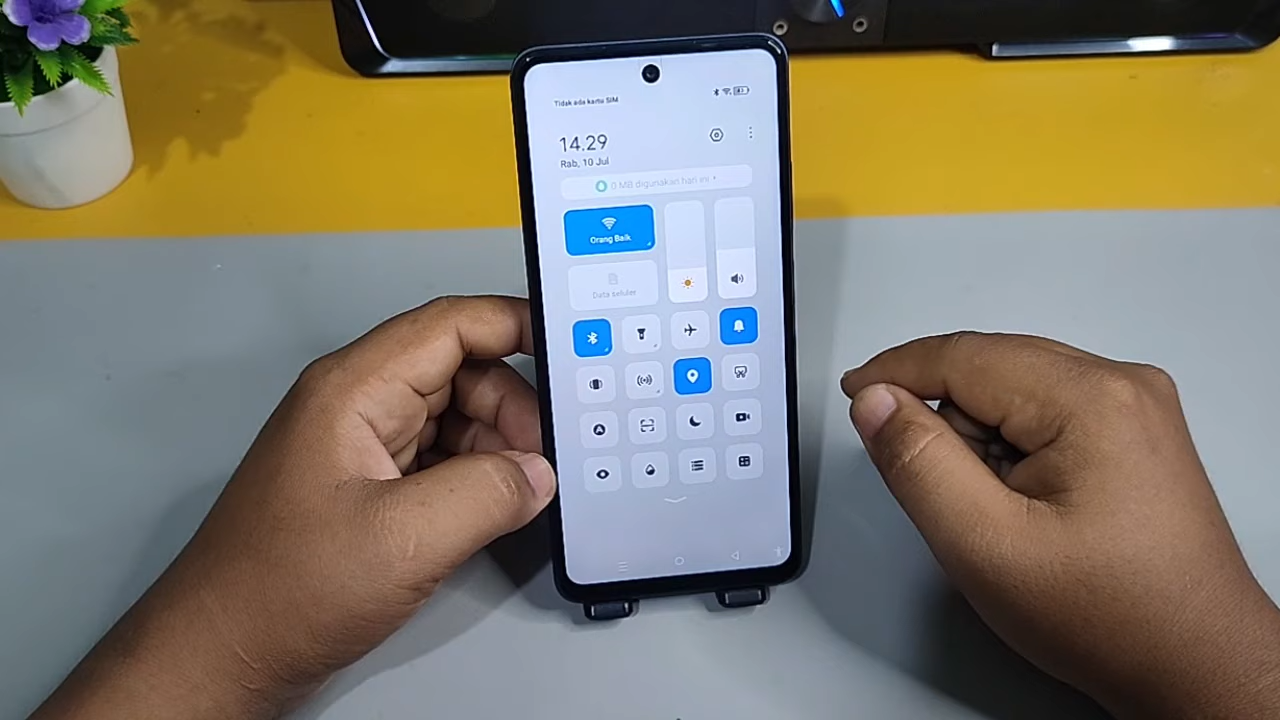 Tidak ada kartu SIM
14.29
Rab, 10 Jul
0 MB digunakan hari ini
Orang Baik
Data seluler